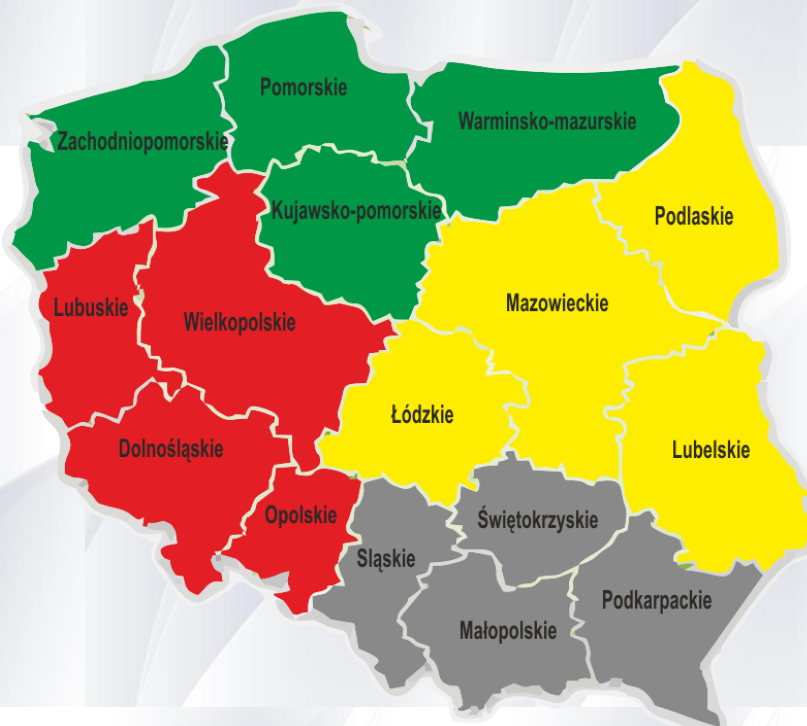 Pomorskie
Warminsko-mazurskie
Zachodniopomorskie
Kujawsko-pomorskie
Podlaskie
Lubuskie
Wielkopolskie
Mazowieckie
Łódzkie
Dolnośląskie
Lubelskie
Opolskie
Świętokrzyskie
Sląskie
Podkarpackie
Małopolskie